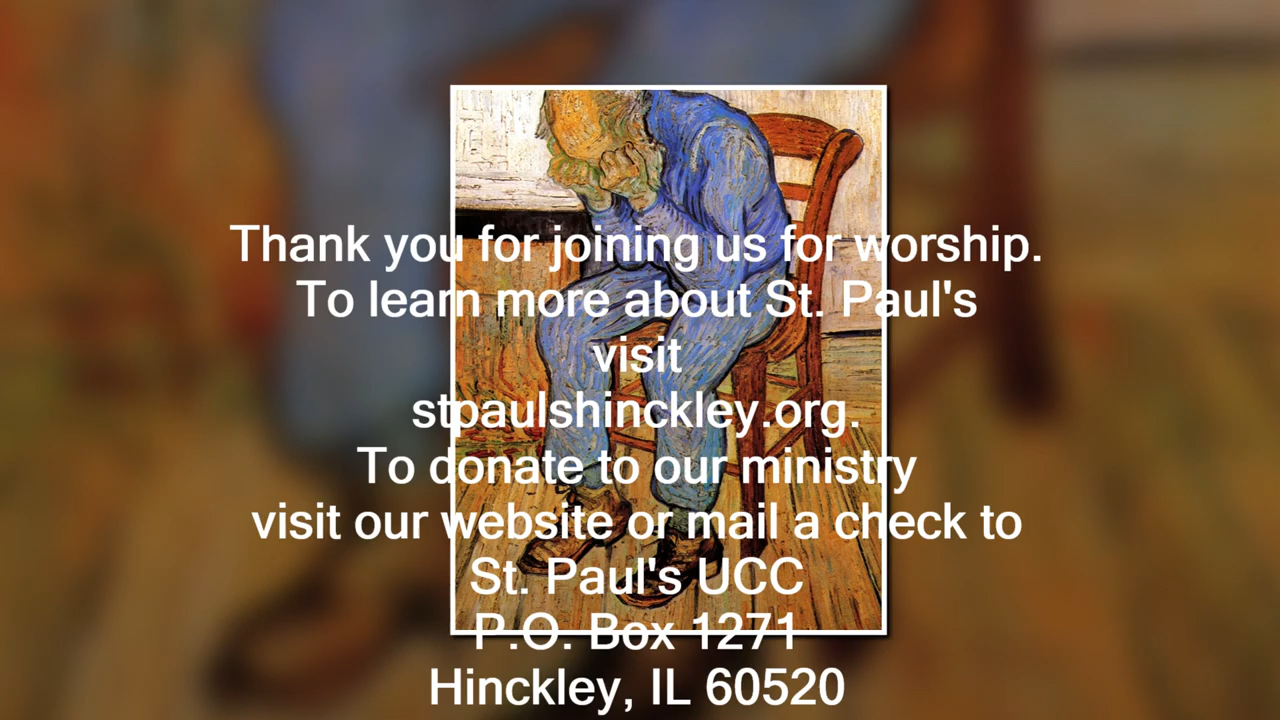 Thank you for joining us for worship.
To learn more about St. Paul's
visit
stpaulshinckley.org.
To donate to our ministry
visit our website or mail a check to
St. Paul's UCC
P.O. Box 1271
Hinckley, IL 60520